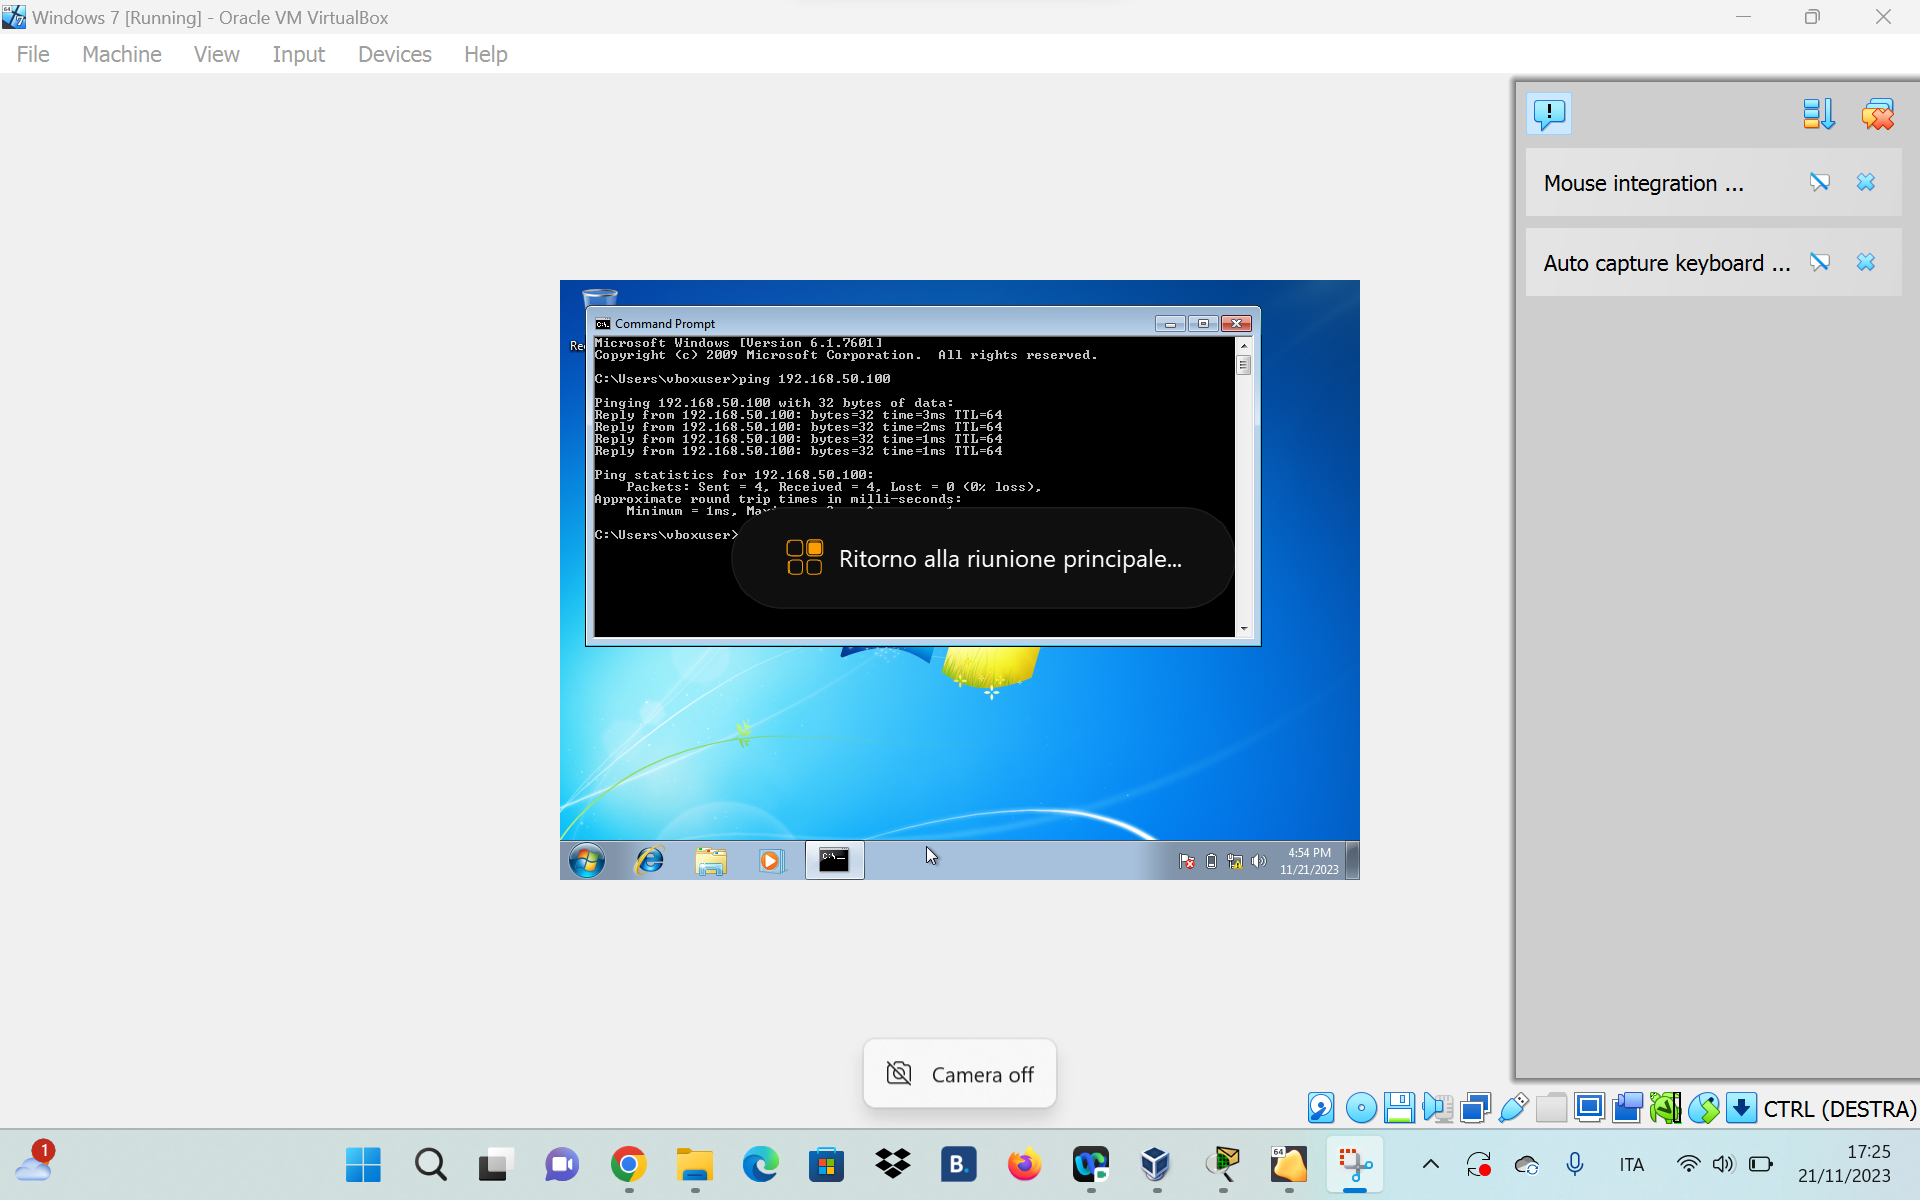 Windows 7 [Running] - Oracle VM VirtualBox
File Machine View Input Devices Help
Mouse integration ...
Auto capture keyboard ...
Command Prompt
Microsoft Windows [Version 6.1.7601]
Copyright (c) 2009 Microsoft Corporation. All rights reserved.
C:\Users\vboxuser>ping 192.168.50.100
Pinging 192.168.50.100 with 32 bytes of data:
Reply from 192.168.50.100: bytes=32 time=3ms TTL=64
Reply from 192.168.50.100: bytes=32 time=2ms TTL=64
Reply from 192.168.50.100: bytes=32 time=1ms TTL=64
Reply from 192.168.50.100: bytes=32 time=1ms TTL=64
Ping statistics for 192.168.50.100:
Packets: Sent = 4, Received = 4, Lost = 0 (0% loss),
Approximate round trip times in milli-seconds:
Minimum = 1ms,
C:\Users\vboxuser>
Ritorno alla riunione principale...
4:54 PM
11/21/2023
Camera off
CTRL (DESTRA)
1
B.
64
ITA
17:25
21/11/2023